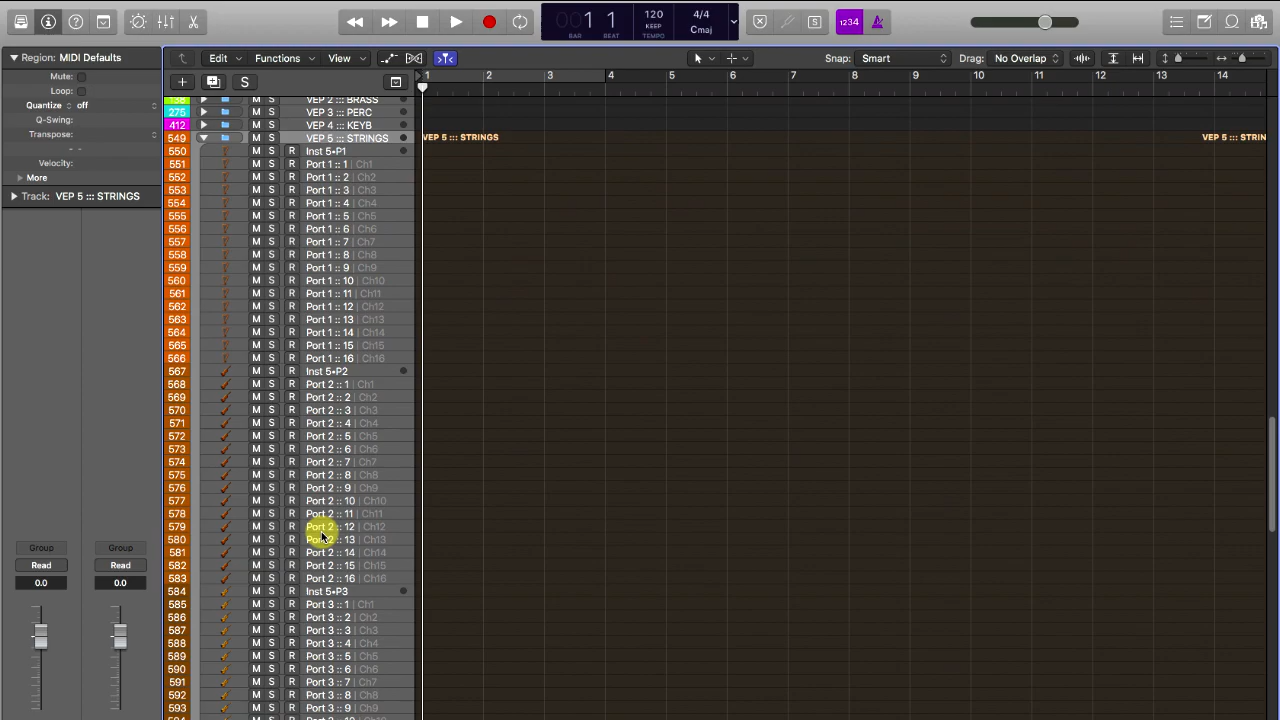 001 1 120 4/4
BAR BEAT KEEP TEMPO Cmaj
1234 S
Region: MIDI Defaults
Edit Functions View Snap: Smart Drag: No Overlap
Mute:
Loop:
Quantize off
Q-Swing:
Transpose:
- -
Velocity:
More
Track: VEP 5 ::: STRINGS
Group Group
Read Read
0.0 0.0
+ S 1 2 3 4 5 6 7 8 9 10 11 12 13 14
138 M S VEP 2 ::: BRASS
275 M S VEP 3 ::: PERC
412 M S VEP 4 ::: KEYB
549 M S VEP 5 ::: STRINGS VEP 5 ::: STRINGS VEP 5 ::: STRIN
550 M S R Inst 5•P1
551 M S R Port 1 :: 1 | Ch1
552 M S R Port 1 :: 2 | Ch2
553 M S R Port 1 :: 3 | Ch3
554 M S R Port 1 :: 4 | Ch4
555 M S R Port 1 :: 5 | Ch5
556 M S R Port 1 :: 6 | Ch6
557 M S R Port 1 :: 7 | Ch7
558 M S R Port 1 :: 8 | Ch8
559 M S R Port 1 :: 9 | Ch9
560 M S R Port 1 :: 10 | Ch10
561 M S R Port 1 :: 11 | Ch11
562 M S R Port 1 :: 12 | Ch12
563 M S R Port 1 :: 13 | Ch13
564 M S R Port 1 :: 14 | Ch14
565 M S R Port 1 :: 15 | Ch15
566 M S R Port 1 :: 16 | Ch16
567 M S R Inst 5•P2
568 M S R Port 2 :: 1 | Ch1
569 M S R Port 2 :: 2 | Ch2
570 M S R Port 2 :: 3 | Ch3
571 M S R Port 2 :: 4 | Ch4
572 M S R Port 2 :: 5 | Ch5
573 M S R Port 2 :: 6 | Ch6
574 M S R Port 2 :: 7 | Ch7
575 M S R Port 2 :: 8 | Ch8
576 M S R Port 2 :: 9 | Ch9
577 M S R Port 2 :: 10 | Ch10
578 M S R Port 2 :: 11 | Ch11
579 M S R Port 2 :: 12 | Ch12
580 M S R Port 2 :: 13 | Ch13
581 M S R Port 2 :: 14 | Ch14
582 M S R Port 2 :: 15 | Ch15
583 M S R Port 2 :: 16 | Ch16
584 M S R Inst 5•P3
585 M S R Port 3 :: 1 | Ch1
586 M S R Port 3 :: 2 | Ch2
587 M S R Port 3 :: 3 | Ch3
588 M S R Port 3 :: 4 | Ch4
589 M S R Port 3 :: 5 | Ch5
590 M S R Port 3 :: 6 | Ch6
591 M S R Port 3 :: 7 | Ch7
592 M S R Port 3 :: 8 | Ch8
593 M S R Port 3 :: 9 | Ch9